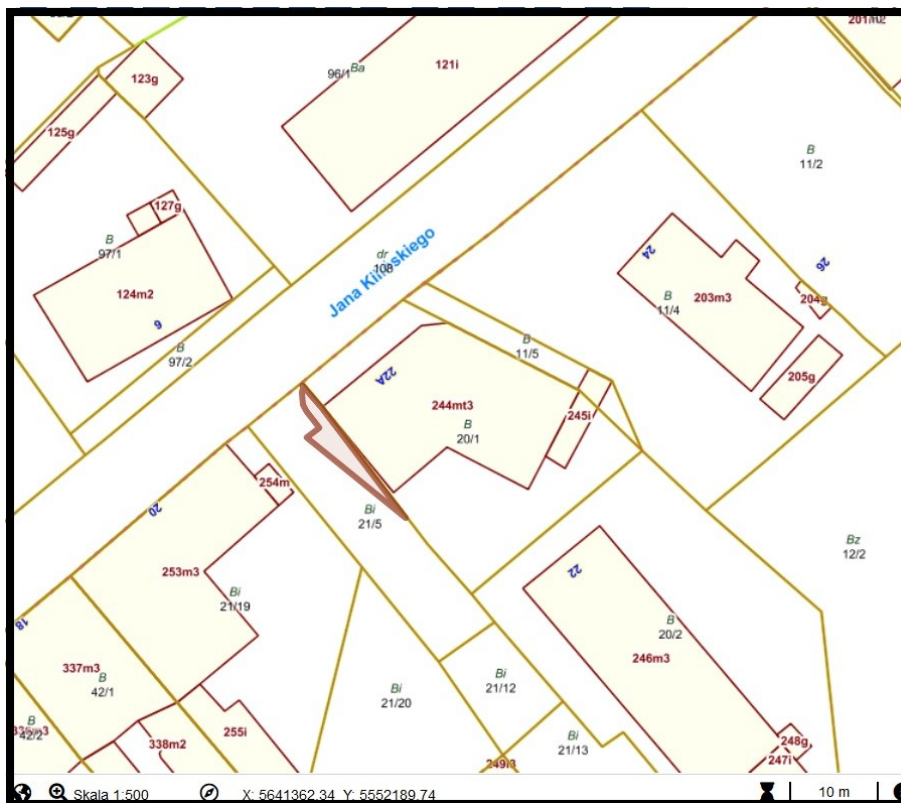 123g
121i
Ba
96/1
125g
B
11/2
127g
B
97/1
dr
108
Jana Kilińskiego
24
26
124m2
B
11/4
203m3
204g
6
B
97/2
B
11/5
205g
22A
244mt3
B
20/1
245i
254m
20
Bi
21/5
Bz
12/2
22
253m3
Bi
21/19
18
B
20/2
246m3
337m3
B
42/1
Bi
21/20
Bi
21/12
B
42/2
338m2
255i
Bi
21/13
248g
247i
Skala 1:500
X: 5641362.34 Y: 5552189.74
10 m